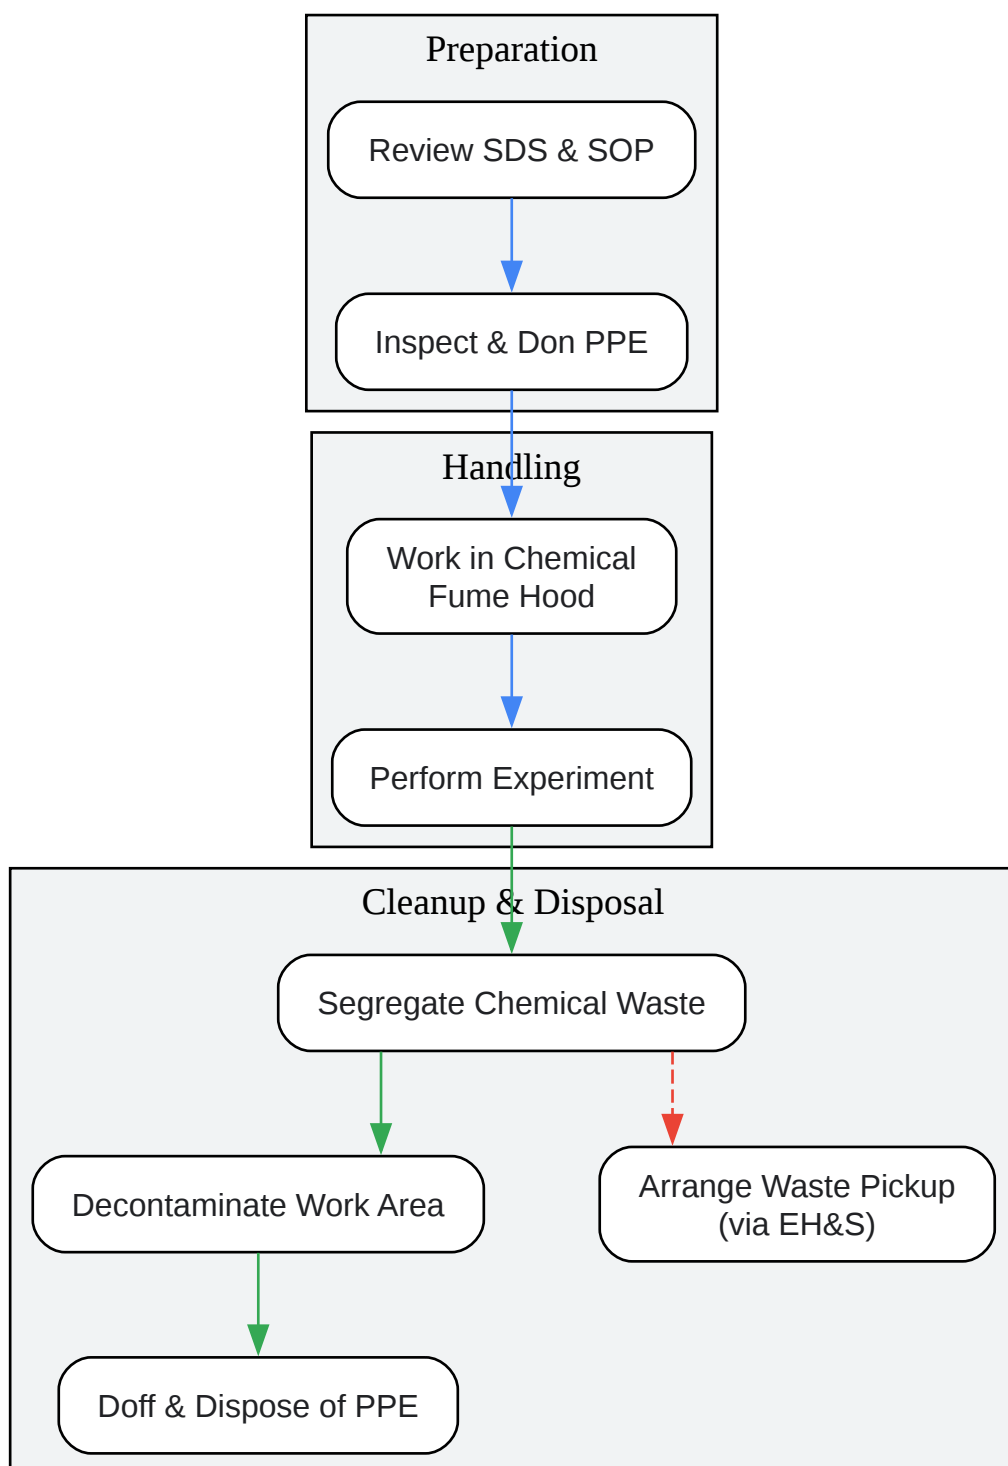 Preparation
Review SDS & SOP
Inspect & Don PPE
Handling
Work in Chemical
Fume Hood
Perform Experiment
Cleanup & Disposal
Segregate Chemical Waste
Decontaminate Work Area
Arrange Waste Pickup
(via EH&S)
Doff & Dispose of PPE